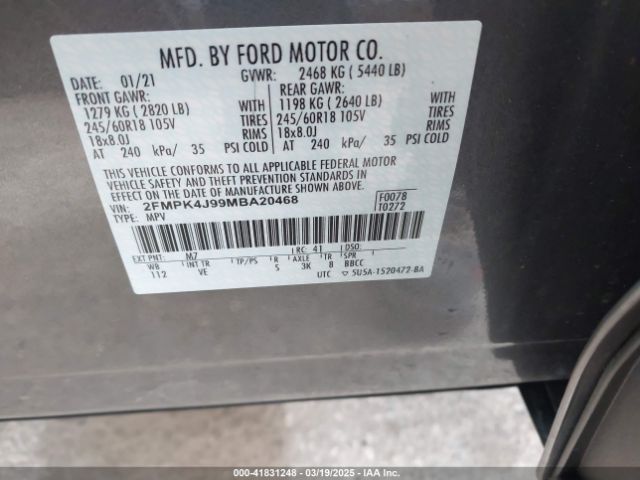 MFD. BY FORD MOTOR CO.
DATE: 01/21 GVWR: 2468 KG ( 5440 LB)
FRONT GAWR: REAR GAWR:
1279 KG ( 2820 LB) WITH 1198 KG ( 2640 LB) WITH
245/60R18 105V TIRES 245/60R18 105V TIRES
18x8.0J RIMS 18x8.0J RIMS
AT 240 kPa/ 35 PSI COLD AT 240 kPa/ 35 PSI COLD
THIS VEHICLE CONFORMS TO ALL APPLICABLE FEDERAL MOTOR
VEHICLE SAFETY AND THEFT PREVENTION STANDARDS IN
EFFECT ON THE DATE OF MANUFACTURE SHOWN ABOVE.
VIN: 2FMPK4J99MBA20468 F0078
TYPE: MPV T0272
EXT PNT: M7 RC: 41 DSO:
WB INT TR TP/PS R AXLE TR SPR
112 VE 5 3K 8 BBCC
UTC ▽ 5U5A-1520472-BA
00-41831248 - 03/19/2025 - IAA Inc.